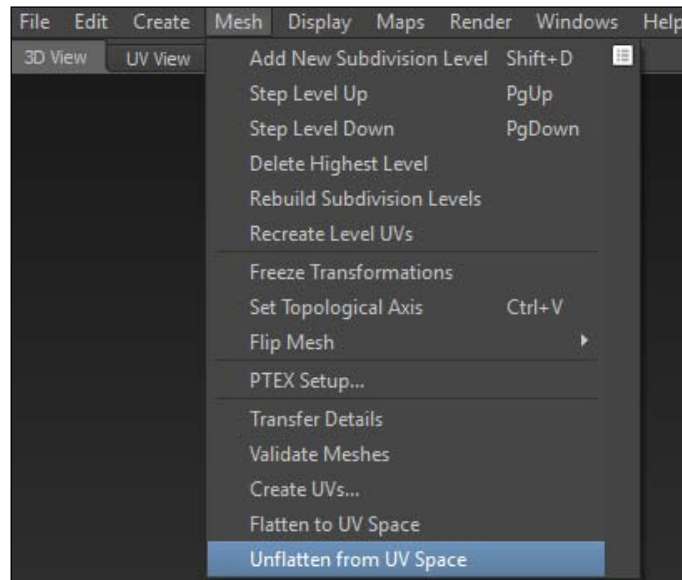 File Edit Create Mesh Display Maps Render Windows Help
3D View UV View
Add New Subdivision Level Shift+D
Step Level Up PgUp
Step Level Down PgDown
Delete Highest Level
Rebuild Subdivision Levels
Recreate Level UVs
Freeze Transformations
Set Topological Axis Ctrl+V
Flip Mesh
PTEX Setup...
Transfer Details
Validate Meshes
Create UVs...
Flatten to UV Space
Unflatten from UV Space